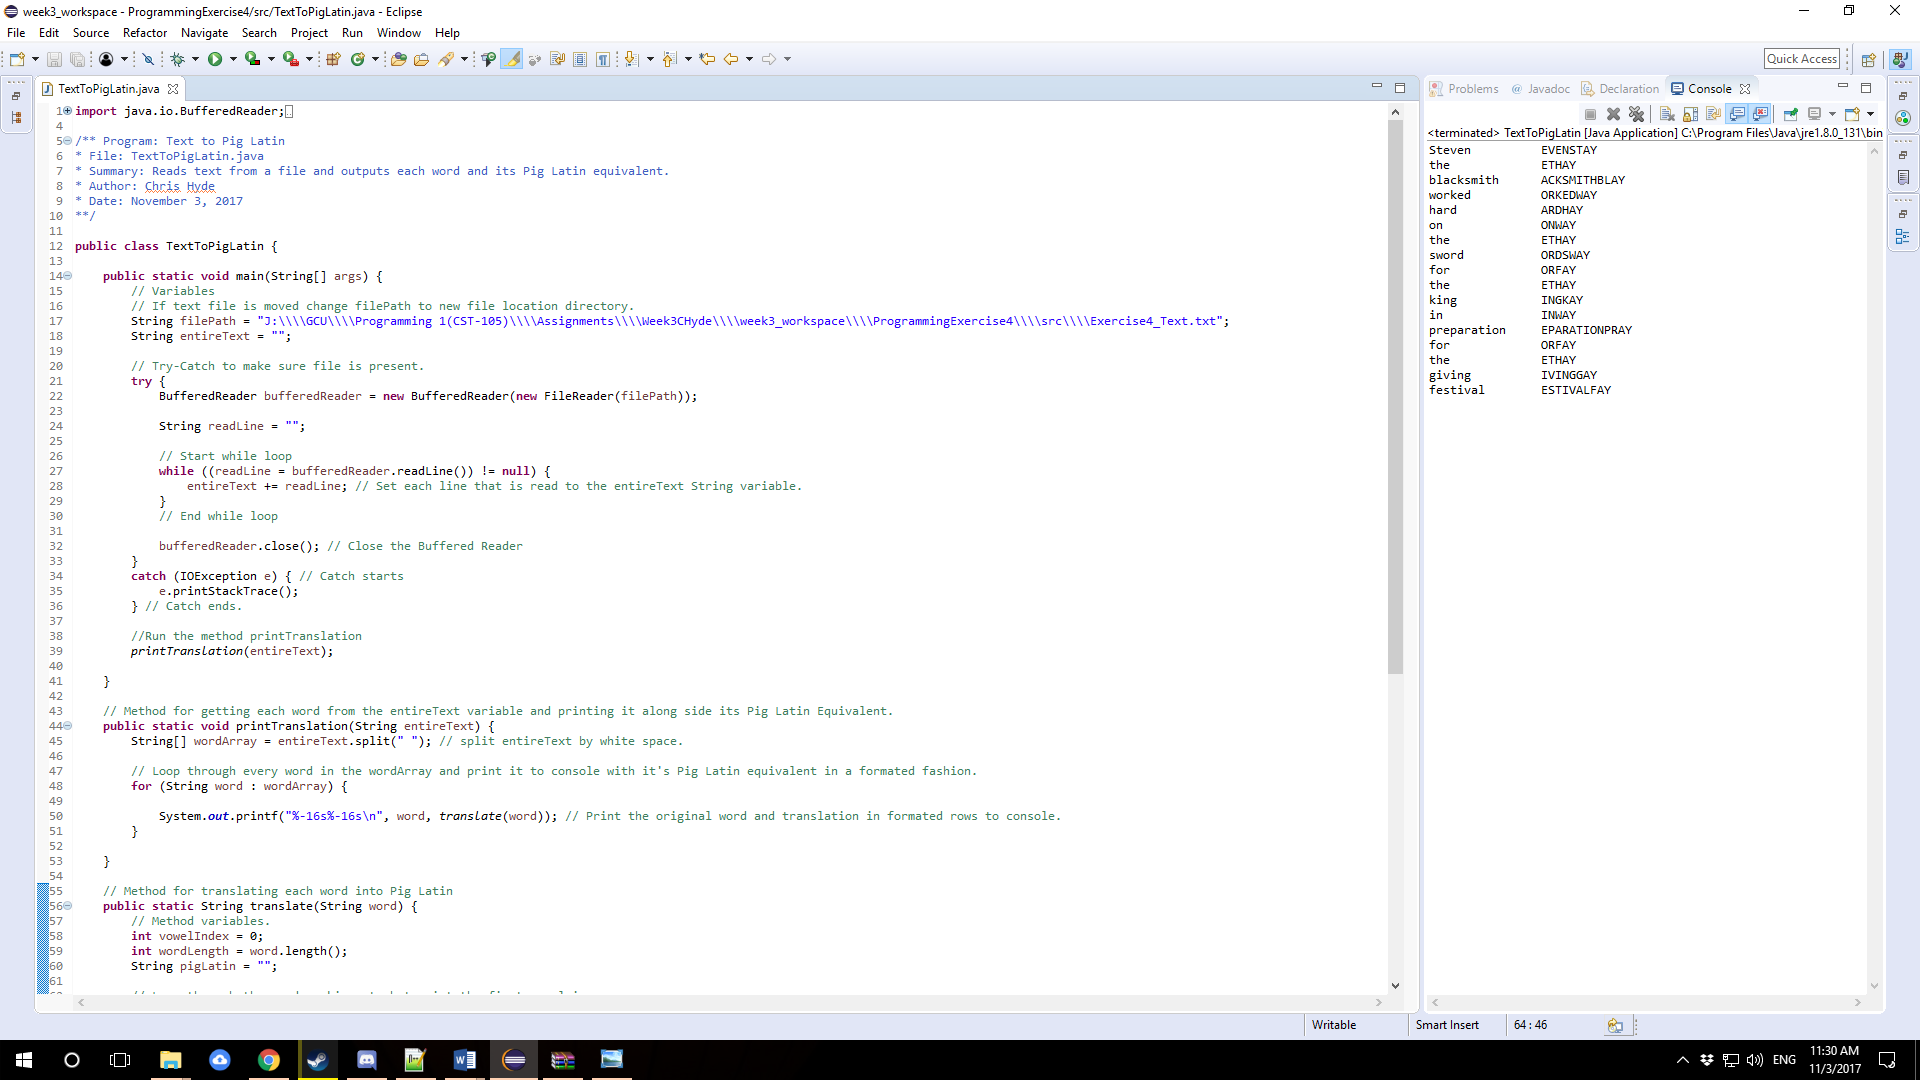 week3_workspace - ProgrammingExercise4/src/TextToPigLatin.java - Eclipse
File Edit Source Refactor Navigate Search Project Run Window Help
Quick Access
TextToPigLatin.java
1 import java.io.BufferedReader;
4
5 /** Program: Text to Pig Latin
6 * File: TextToPigLatin.java
7 * Summary: Reads text from a file and outputs each word and its Pig Latin equivalent.
8 * Author: Chris Hyde
9 * Date: November 3, 2017
10 **/
11
12 public class TextToPigLatin {
13
14 public static void main(String[] args) {
15 // Variables
16 // If text file is moved change filePath to new file location directory.
17 String filePath = "J:\\\\GCU\\\\Programming 1(CST-105)\\\\Assignments\\\\Week3CHyde\\\\week3_workspace\\\\ProgrammingExercise4\\\\src\\\\Exercise4_Text.txt";
18 String entireText = "";
19
20 // Try-Catch to make sure file is present.
21 try {
22 BufferedReader bufferedReader = new BufferedReader(new FileReader(filePath));
23
24 String readLine = "";
25
26 // Start while loop
27 while ((readLine = bufferedReader.readLine()) != null) {
28 entireText += readLine; // Set each line that is read to the entireText String variable.
29 }
30 // End while loop
31
32 bufferedReader.close(); // Close the Buffered Reader
33 }
34 catch (IOException e) { // Catch starts
35 e.printStackTrace();
36 } // Catch ends.
37
38 //Run the method printTranslation
39 printTranslation(entireText);
40
41 }
42
43 // Method for getting each word from the entireText variable and printing it along side its Pig Latin Equivalent.
44 public static void printTranslation(String entireText) {
45 String[] wordArray = entireText.split(" "); // split entireText by white space.
46
47 // Loop through every word in the wordArray and print it to console with it's Pig Latin equivalent in a formated fashion.
48 for (String word : wordArray) {
49
50 System.out.printf("%-16s%-16s\n", word, translate(word)); // Print the original word and translation in formated rows to console.
51 }
52
53 }
54
55 // Method for translating each word into Pig Latin
56 public static String translate(String word) {
57 // Method variables.
58 int vowelIndex = 0;
59 int wordLength = word.length();
60 String pigLatin = "";
61
Problems @ Javadoc Declaration Console
<terminated> TextToPigLatin [Java Application] C:\Program Files\Java\jre1.8.0_131\bin
Steven EVENSTAY
the ETHAY
blacksmith ACKSMITHBLAY
worked ORKEDWAY
hard ARDHAY
on ONWAY
the ETHAY
sword ORDSWAY
for ORFAY
the ETHAY
king INGKAY
in INWAY
preparation EPARATIONPRAY
for ORFAY
the ETHAY
giving IVINGGAY
festival ESTIVALFAY
Writable Smart Insert 64 : 46
ENG 11:30 AM
11/3/2017